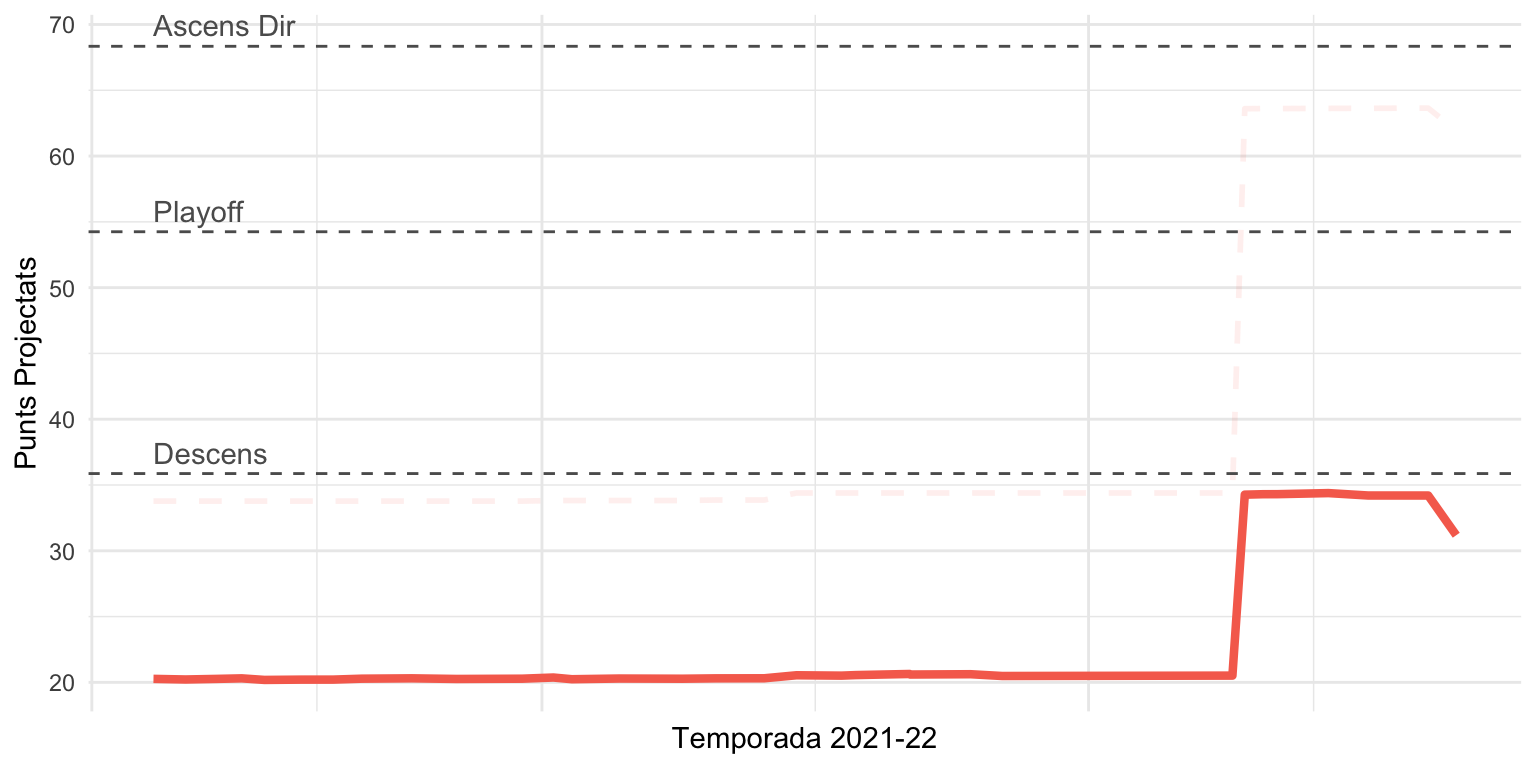 70
Ascens Dir
60
Playoff
50
40
Descens
30
20
Punts Projectats
Temporada 2021-22